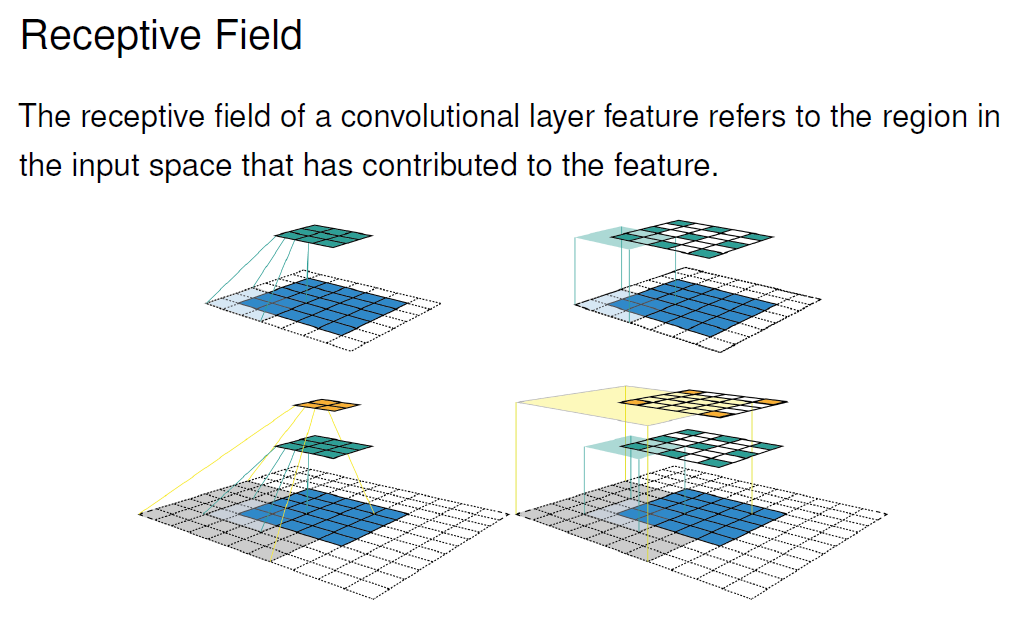 Receptive Field
The receptive field of a convolutional layer feature refers to the region in
the input space that has contributed to the feature.